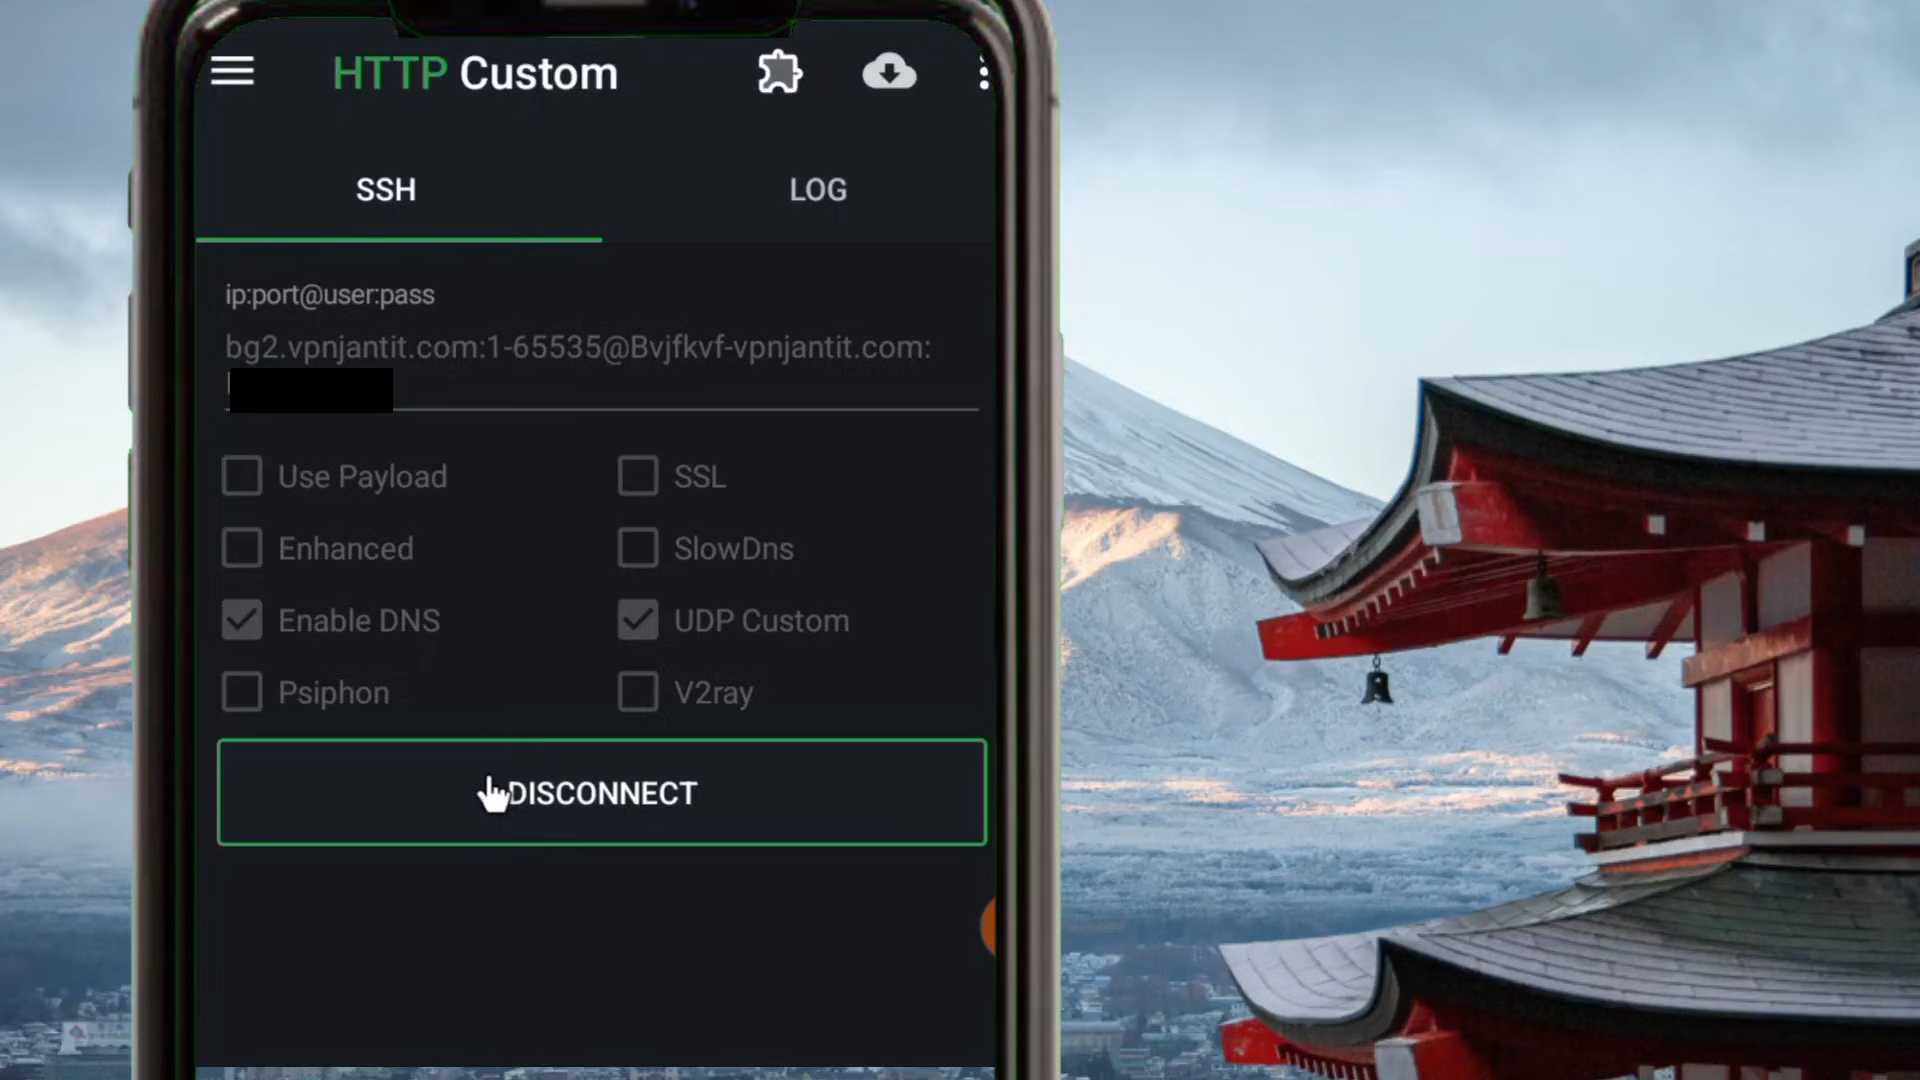 HTTP Custom
SSH
LOG
ip:port@user:pass
bg2.vpnjantit.com:1-65535@Bvjfkvf-vpnjantit.com:
Use Payload
SSL
Enhanced
SlowDns
Enable DNS
UDP Custom
Psiphon
V2ray
DISCONNECT